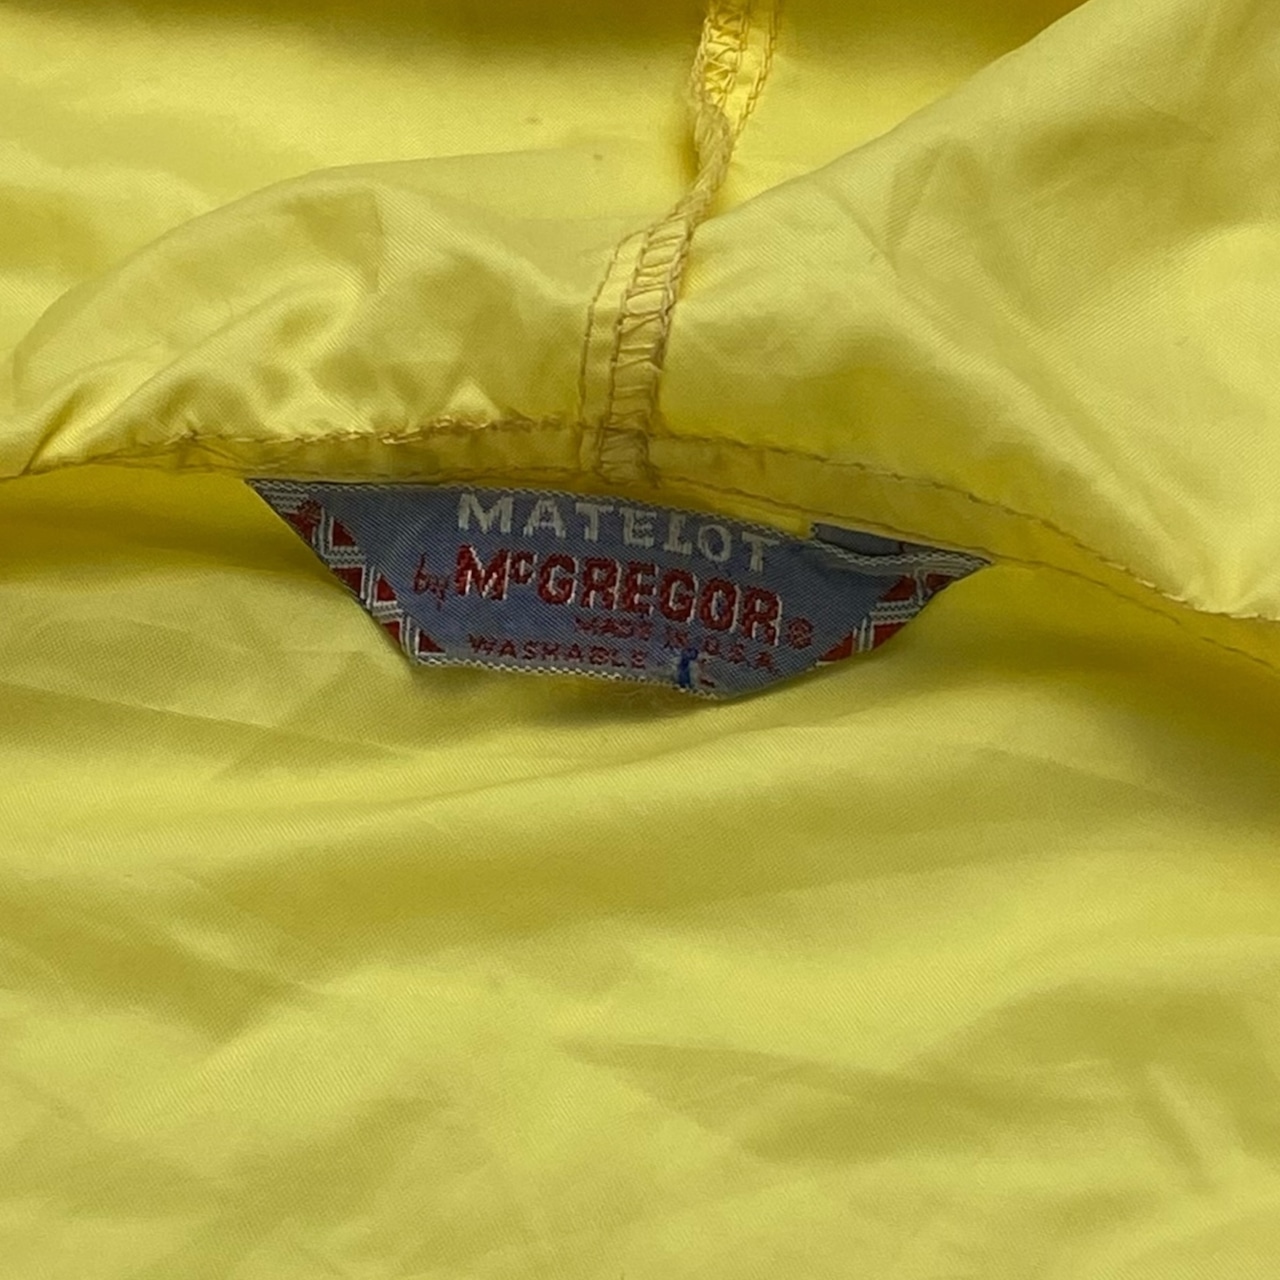 MATELOT
by McGREGOR®
MADE IN U.S.A.
WASHABLE